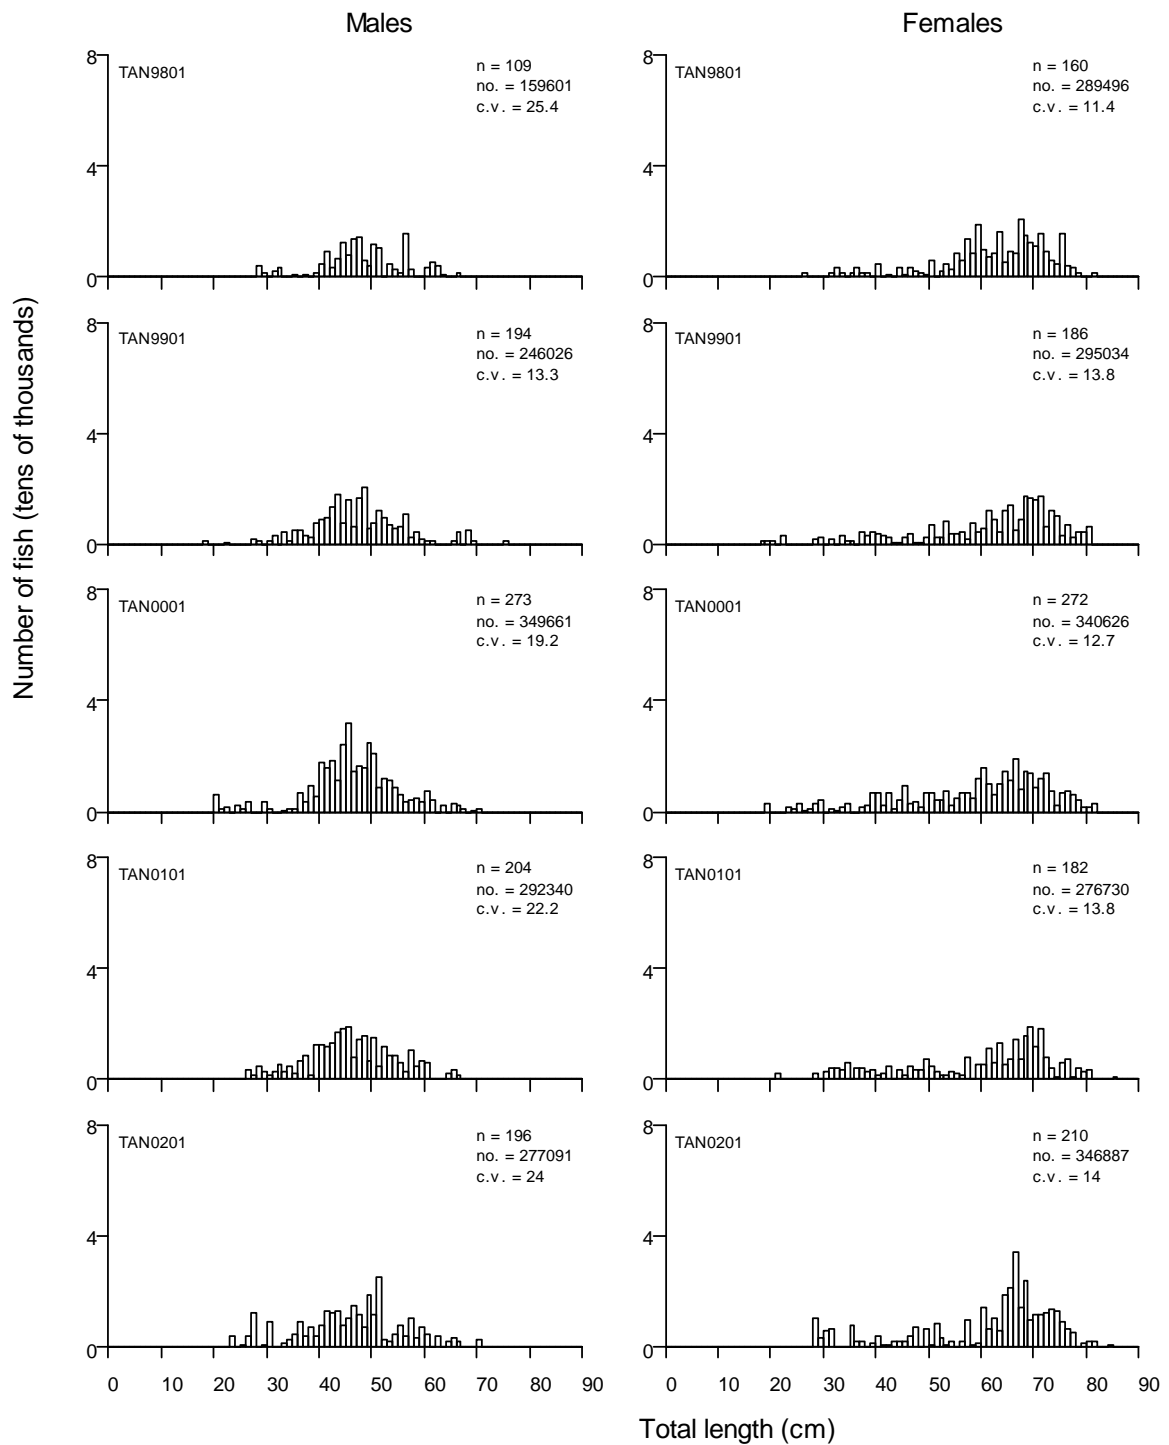 Males
Females
Number of fish (tens of thousands)
8
4
0
TAN9801
n = 109
no. = 159601
c.v. = 25.4
8
4
0
TAN9801
n = 160
no. = 289496
c.v. = 11.4
8
4
0
TAN9901
n = 194
no. = 246026
c.v. = 13.3
8
4
0
TAN9901
n = 186
no. = 295034
c.v. = 13.8
8
4
0
TAN0001
n = 273
no. = 349661
c.v. = 19.2
8
4
0
TAN0001
n = 272
no. = 340626
c.v. = 12.7
8
4
0
TAN0101
n = 204
no. = 292340
c.v. = 22.2
8
4
0
TAN0101
n = 182
no. = 276730
c.v. = 13.8
8
4
0
TAN0201
n = 196
no. = 277091
c.v. = 24
8
4
0
TAN0201
n = 210
no. = 346887
c.v. = 14
0 10 20 30 40 50 60 70 80 90
0 10 20 30 40 50 60 70 80 90
Total length (cm)